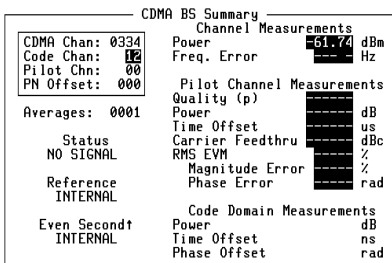 CDMA BS Summary
CDMA Chan: 0334
Code Chan: 12
Pilot Chn: 00
PN Offset: 000
Averages: 0001
Status
NO SIGNAL
Reference
INTERNAL
Even Second↑
INTERNAL
Channel Measurements
Power -61.74 dBm
Freq. Error --- - Hz
Pilot Channel Measurements
Quality (p) -----
Power ----- dB
Time Offset ----- us
Carrier Feedthru ----- dBc
RMS EVM ----- %
Magnitude Error ----- %
Phase Error ----- rad
Code Domain Measurements
Power dB
Time Offset ns
Phase Offset rad